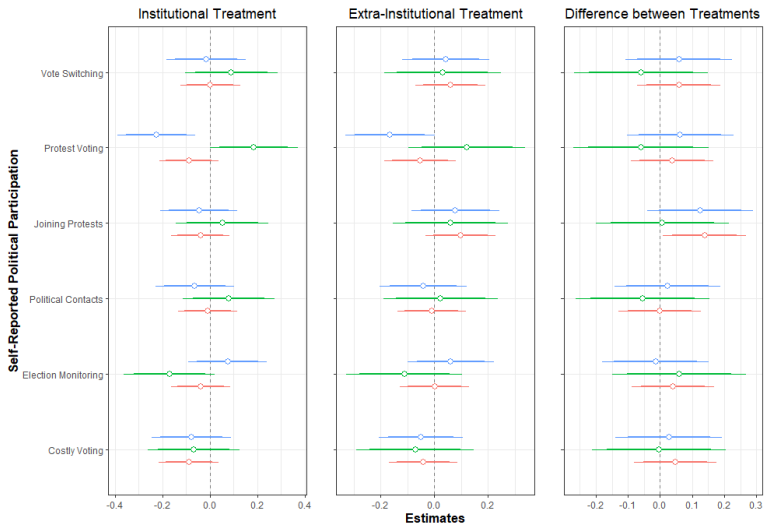 Institutional Treatment
Extra-Institutional Treatment
Difference between Treatments
Self-Reported Political Participation
Vote Switching
Protest Voting
Joining Protests
Political Contacts
Election Monitoring
Costly Voting
-0.4 -0.2 0.0 0.2 0.4
-0.2 0.0 0.2
-0.2 -0.1 0.0 0.1 0.2 0.3
Estimates